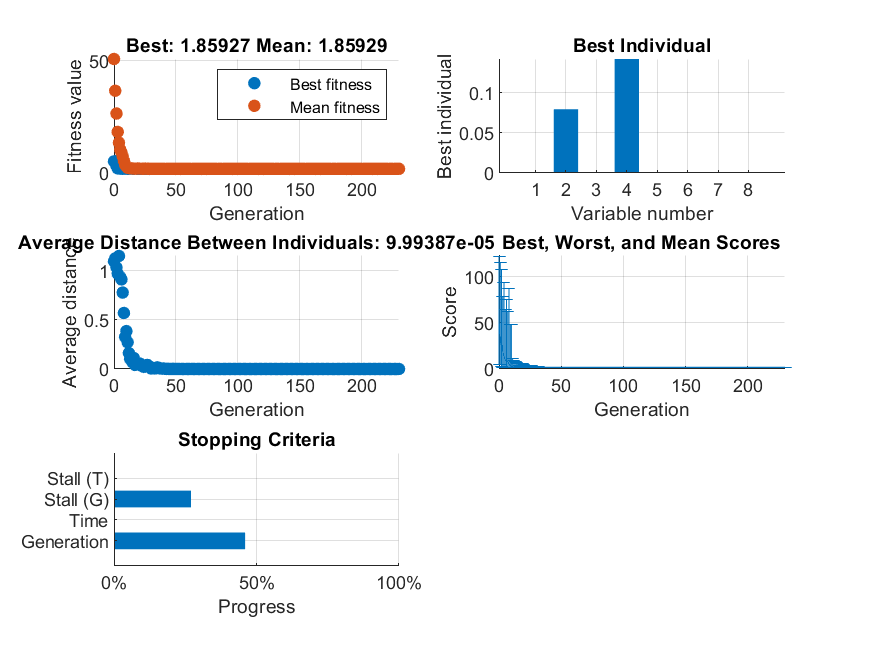 Best: 1.85927 Mean: 1.85929
Fitness value
50
0
Best fitness
Mean fitness
0 50 100 150 200
Generation
Best Individual
Best individual
0.1
0.05
0
1 2 3 4 5 6 7 8
Variable number
Average Distance Between Individuals: 9.99387e-05
Average distance
1
0.5
0
0 50 100 150 200
Generation
Best, Worst, and Mean Scores
Score
100
50
0
0 50 100 150 200
Generation
Stopping Criteria
Stall (T)
Stall (G)
Time
Generation
0% 50% 100%
Progress